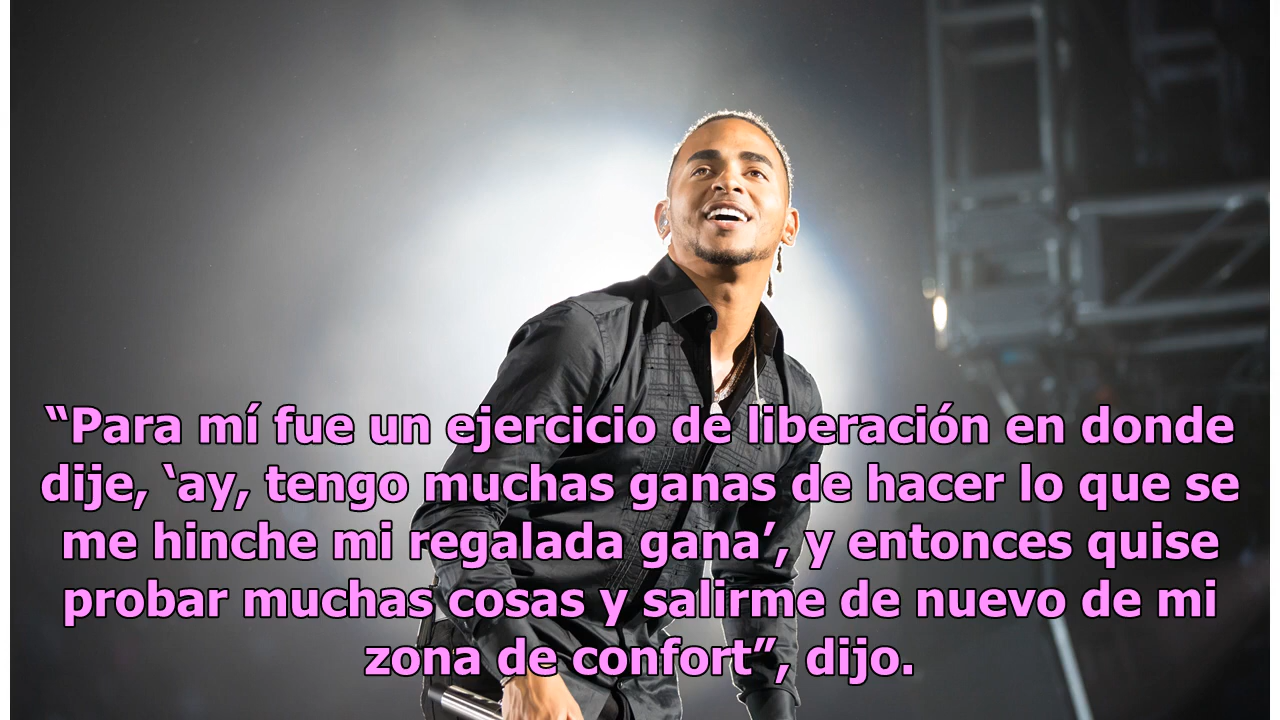 “Para mí fue un ejercicio de liberación en donde
dije, ‘ay, tengo muchas ganas de hacer lo que se
me hinche mi regalada gana’, y entonces quise
probar muchas cosas y salirme de nuevo de mi
zona de confort”, dijo.